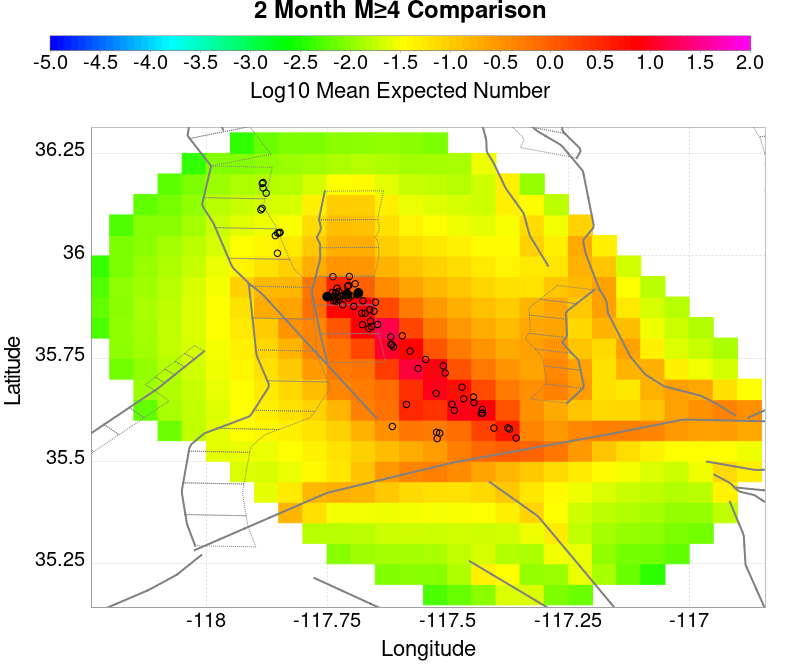 2 Month M≥4 Comparison
-5.0 -4.5 -4.0 -3.5 -3.0 -2.5 -2.0 -1.5 -1.0 -0.5 0.0 0.5 1.0 1.5 2.0
Log10 Mean Expected Number
36.25
36
35.75
35.5
35.25
Latitude
-118 -117.75 -117.5 -117.25 -117
Longitude